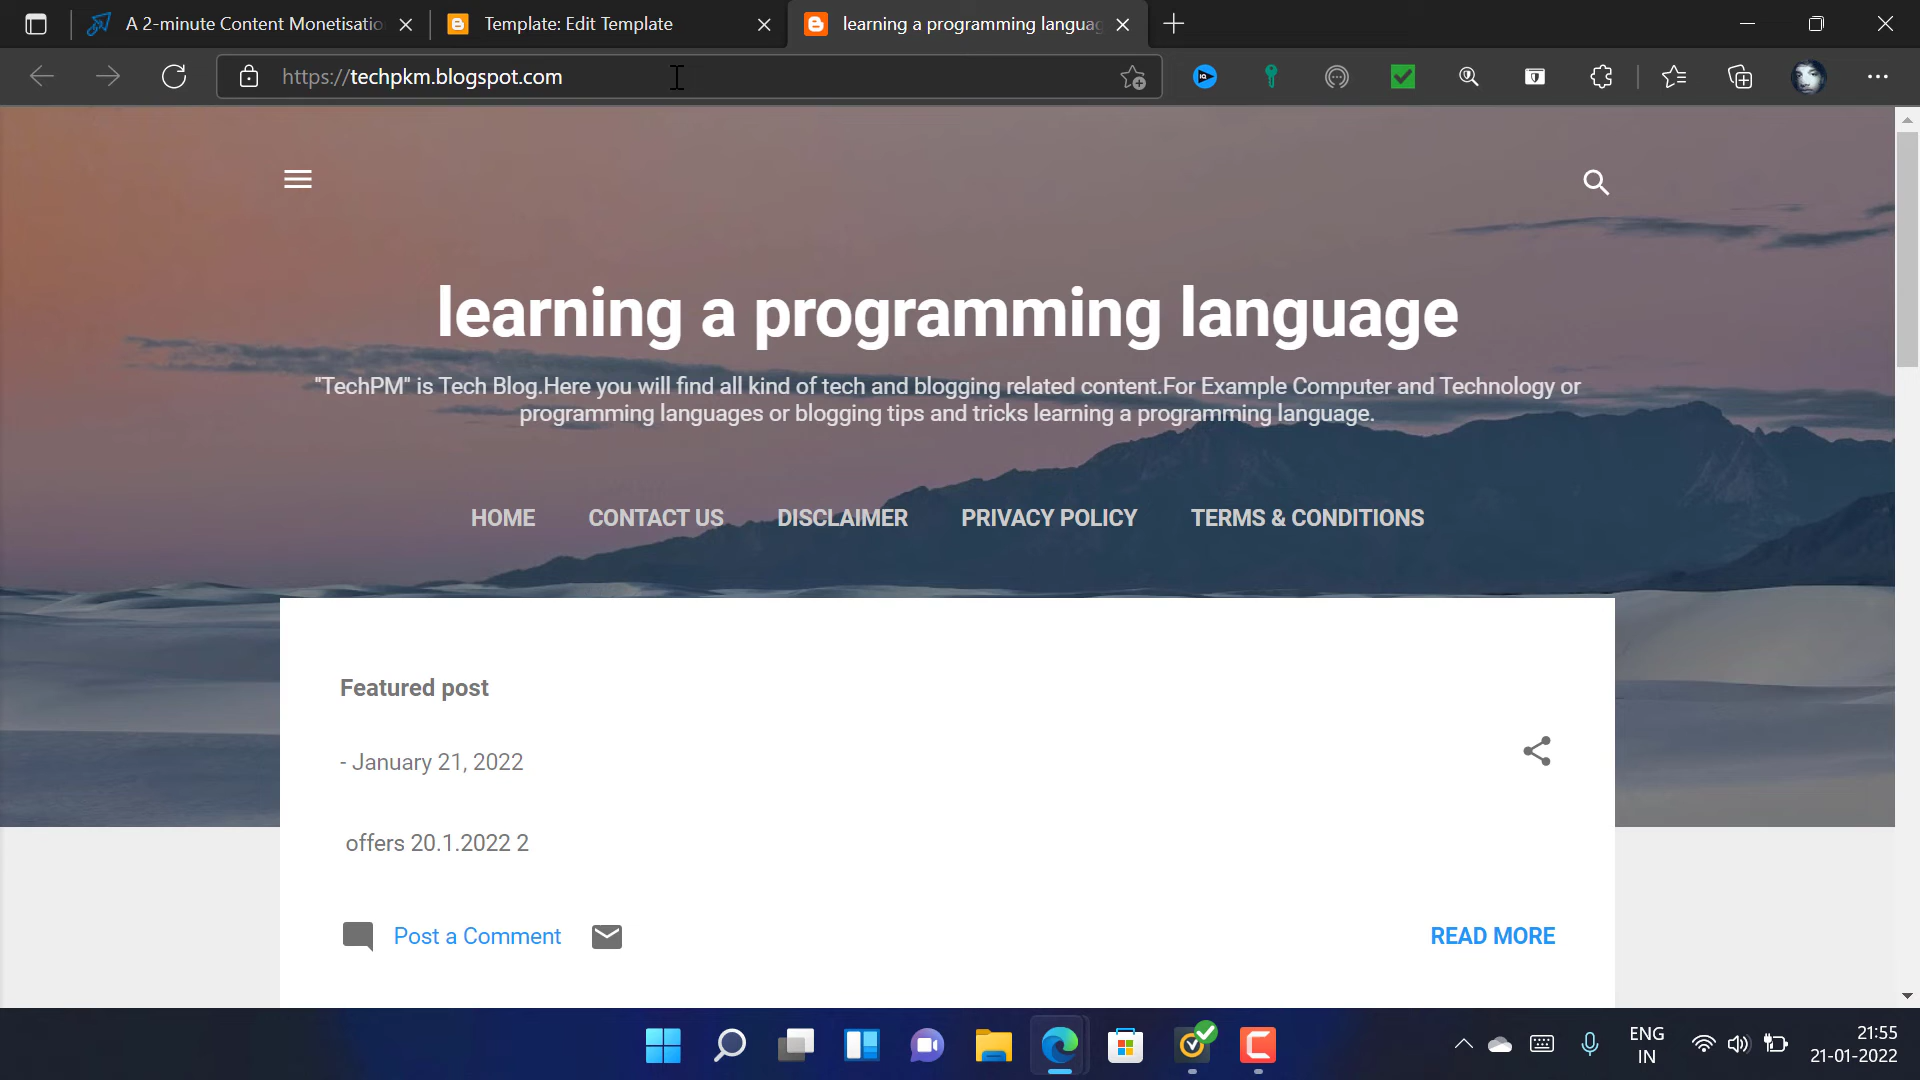 A 2-minute Content Monetisatio
Template: Edit Template
learning a programming languag
https://techpkm.blogspot.com
learning a programming language
"TechPM" is Tech Blog.Here you will find all kind of tech and blogging related content.For Example Computer and Technology or
programming languages or blogging tips and tricks learning a programming language.
HOME
CONTACT US
DISCLAIMER
PRIVACY POLICY
TERMS & CONDITIONS
Featured post
- January 21, 2022
offers 20.1.2022 2
Post a Comment
READ MORE
ENG
IN
21:55
21-01-2022